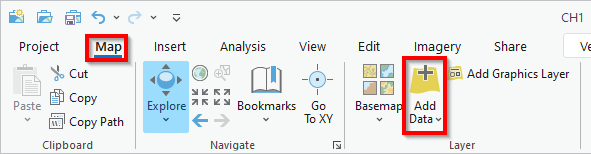 CH1
Project Map Insert Analysis View Edit Imagery Share
Paste
Cut
Copy
Copy Path
Clipboard
Explore
Bookmarks
Go
To XY
Navigate
Basemap
Add
Data
Add Graphics Layer
Layer